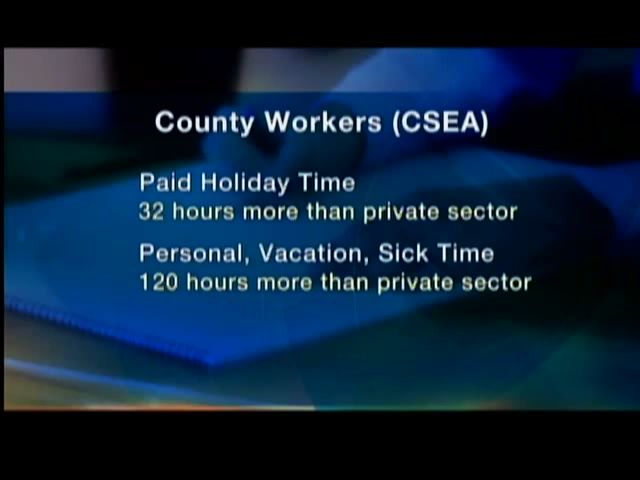 County Workers (CSEA)
Paid Holiday Time
32 hours more than private sector
Personal, Vacation, Sick Time
120 hours more than private sector